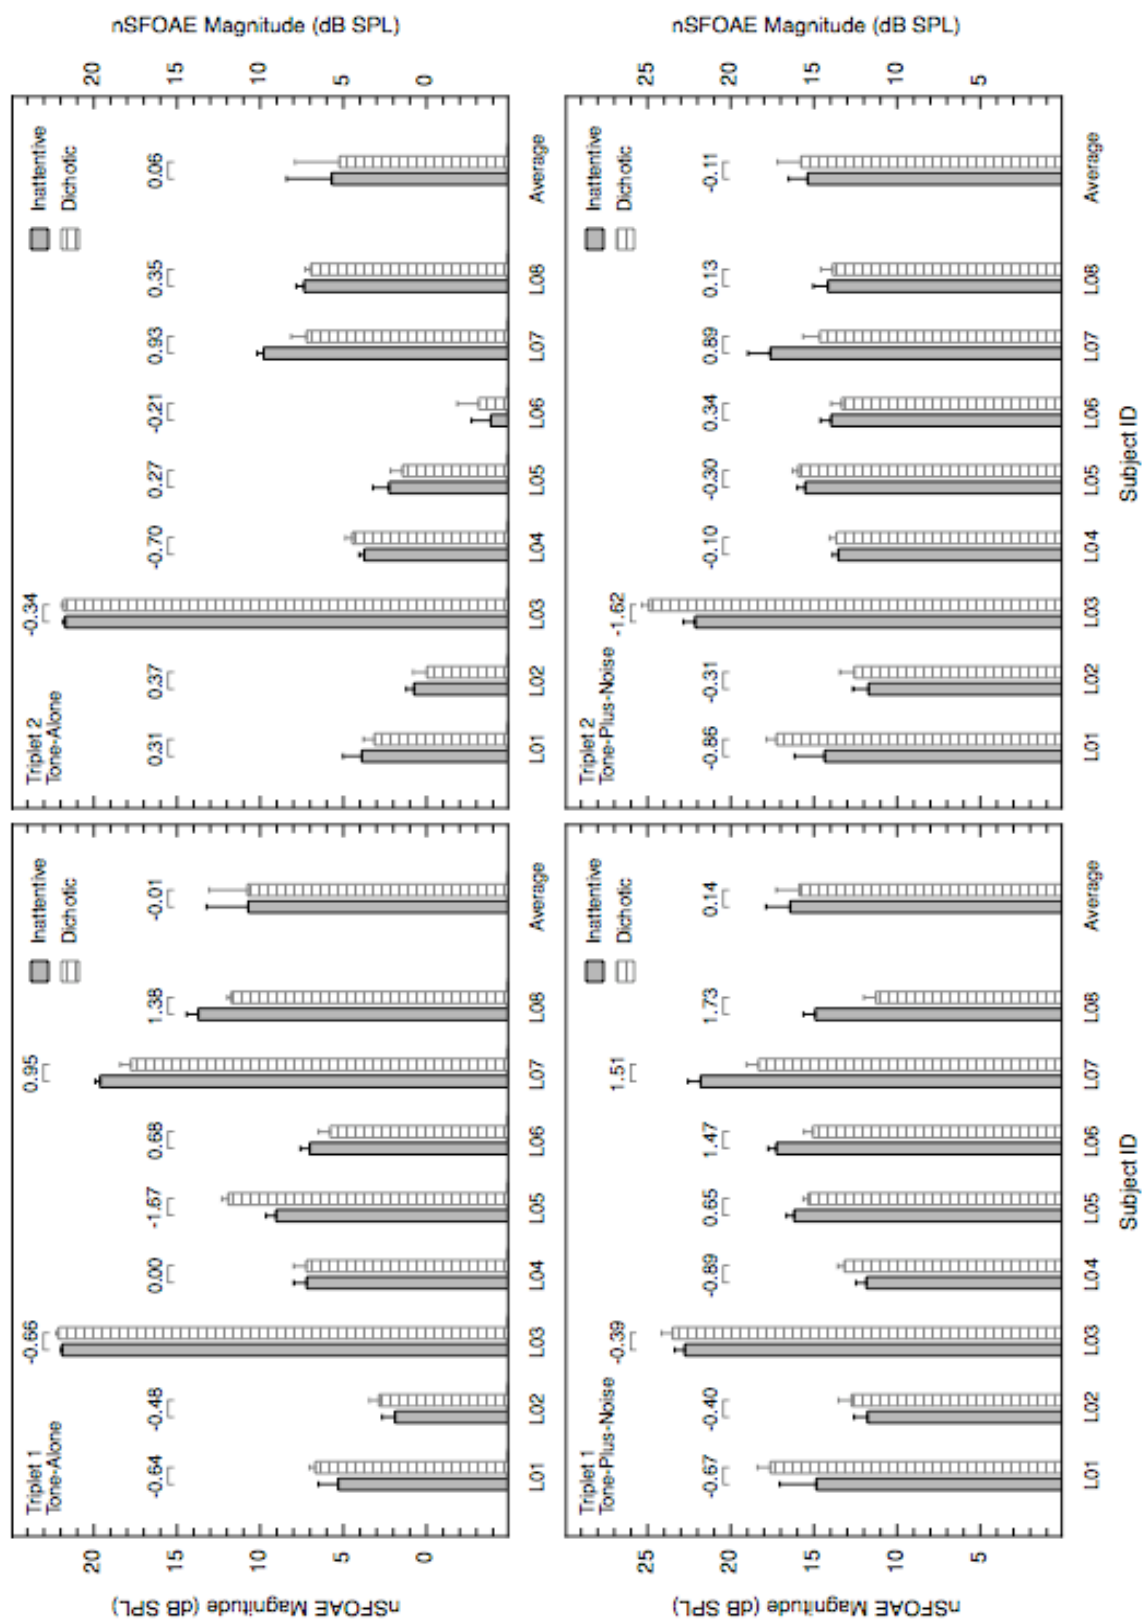 Triplet 1
Tone-Alone
Inattentive
Dichotic
nSFOAE Magnitude (dB SPL)
20
15
10
5
0
-0.64
-0.48
-0.66
0.00
-1.67
0.68
0.95
1.38
-0.01
L01
L02
L03
L04
L05
L06
L07
L08
Average
Triplet 2
Tone-Alone
Inattentive
Dichotic
0.31
0.37
-0.34
-0.70
0.27
-0.21
0.93
0.35
0.06
L01
L02
L03
L04
L05
L06
L07
L08
Average
20
15
10
5
0
nSFOAE Magnitude (dB SPL)
Triplet 1
Tone-Plus-Noise
Inattentive
Dichotic
nSFOAE Magnitude (dB SPL)
25
20
15
10
5
-0.67
-0.40
-0.39
-0.89
0.65
1.47
1.51
1.73
0.14
L01
L02
L03
L04
L05
L06
L07
L08
Average
Subject ID
Triplet 2
Tone-Plus-Noise
Inattentive
Dichotic
-0.86
-0.31
-1.62
-0.10
-0.30
0.34
0.89
0.13
-0.11
L01
L02
L03
L04
L05
L06
L07
L08
Average
Subject ID
25
20
15
10
5
nSFOAE Magnitude (dB SPL)